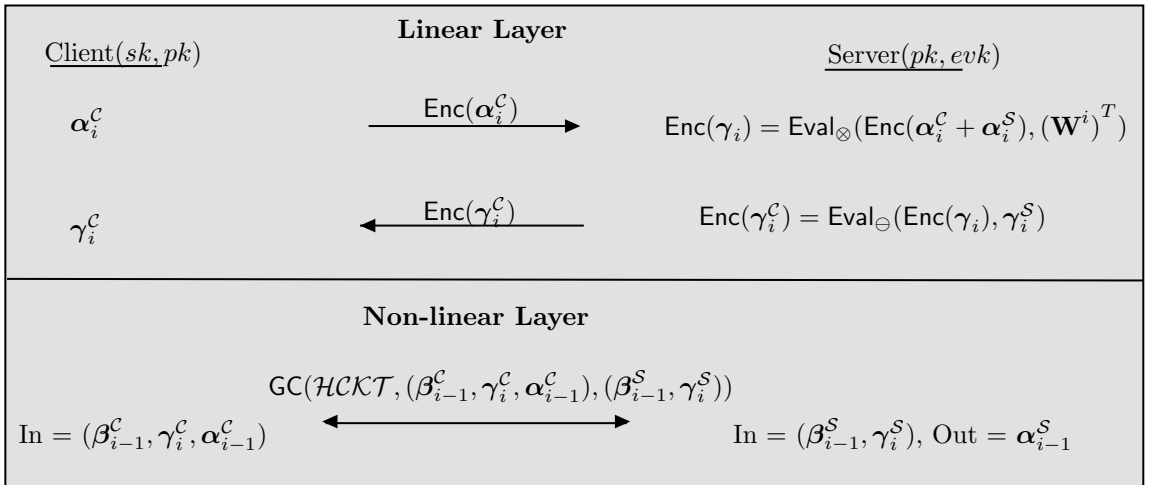 Linear Layer
Client(sk, pk)
Server(pk, evk)
α_i^𝒞
Enc(α_i^𝒞)
Enc(γ_i) = Eval_⊗(Enc(α_i^𝒞 + α_i^𝒮), (W^i)^T)
γ_i^𝒞
Enc(γ_i^𝒞)
Enc(γ_i^𝒞) = Eval_⊖(Enc(γ_i), γ_i^𝒮)
Non-linear Layer
GC(ℋ𝒞𝒦𝒯, (β_{i−1}^𝒞, γ_i^𝒞, α_{i−1}^𝒞), (β_{i−1}^𝒮, γ_i^𝒮))
In = (β_{i−1}^𝒞, γ_i^𝒞, α_{i−1}^𝒞)
In = (β_{i−1}^𝒮, γ_i^𝒮), Out = α_{i−1}^𝒮